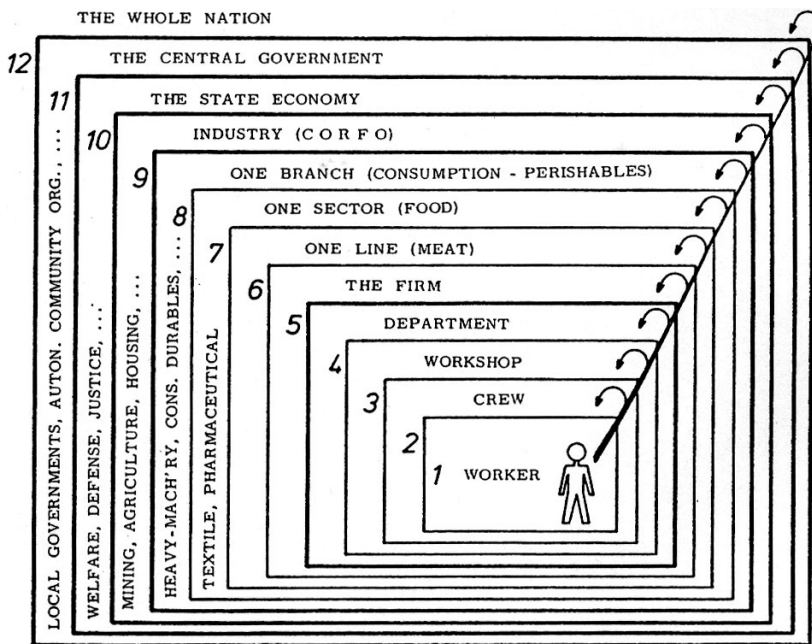 THE WHOLE NATION
12
THE CENTRAL GOVERNMENT
11
THE STATE ECONOMY
10
INDUSTRY (CORFO)
9
ONE BRANCH (CONSUMPTION - PERISHABLES)
8
ONE SECTOR (FOOD)
7
ONE LINE (MEAT)
6
THE FIRM
5
DEPARTMENT
4
WORKSHOP
3
CREW
2
1 WORKER
LOCAL GOVERNMENTS, AUTON. COMMUNITY ORG., ...
WELFARE, DEFENSE, JUSTICE, ...
MINING, AGRICULTURE, HOUSING, ...
HEAVY-MACH'RY, CONS. DURABLES, ...
TEXTILE, PHARMACEUTICAL